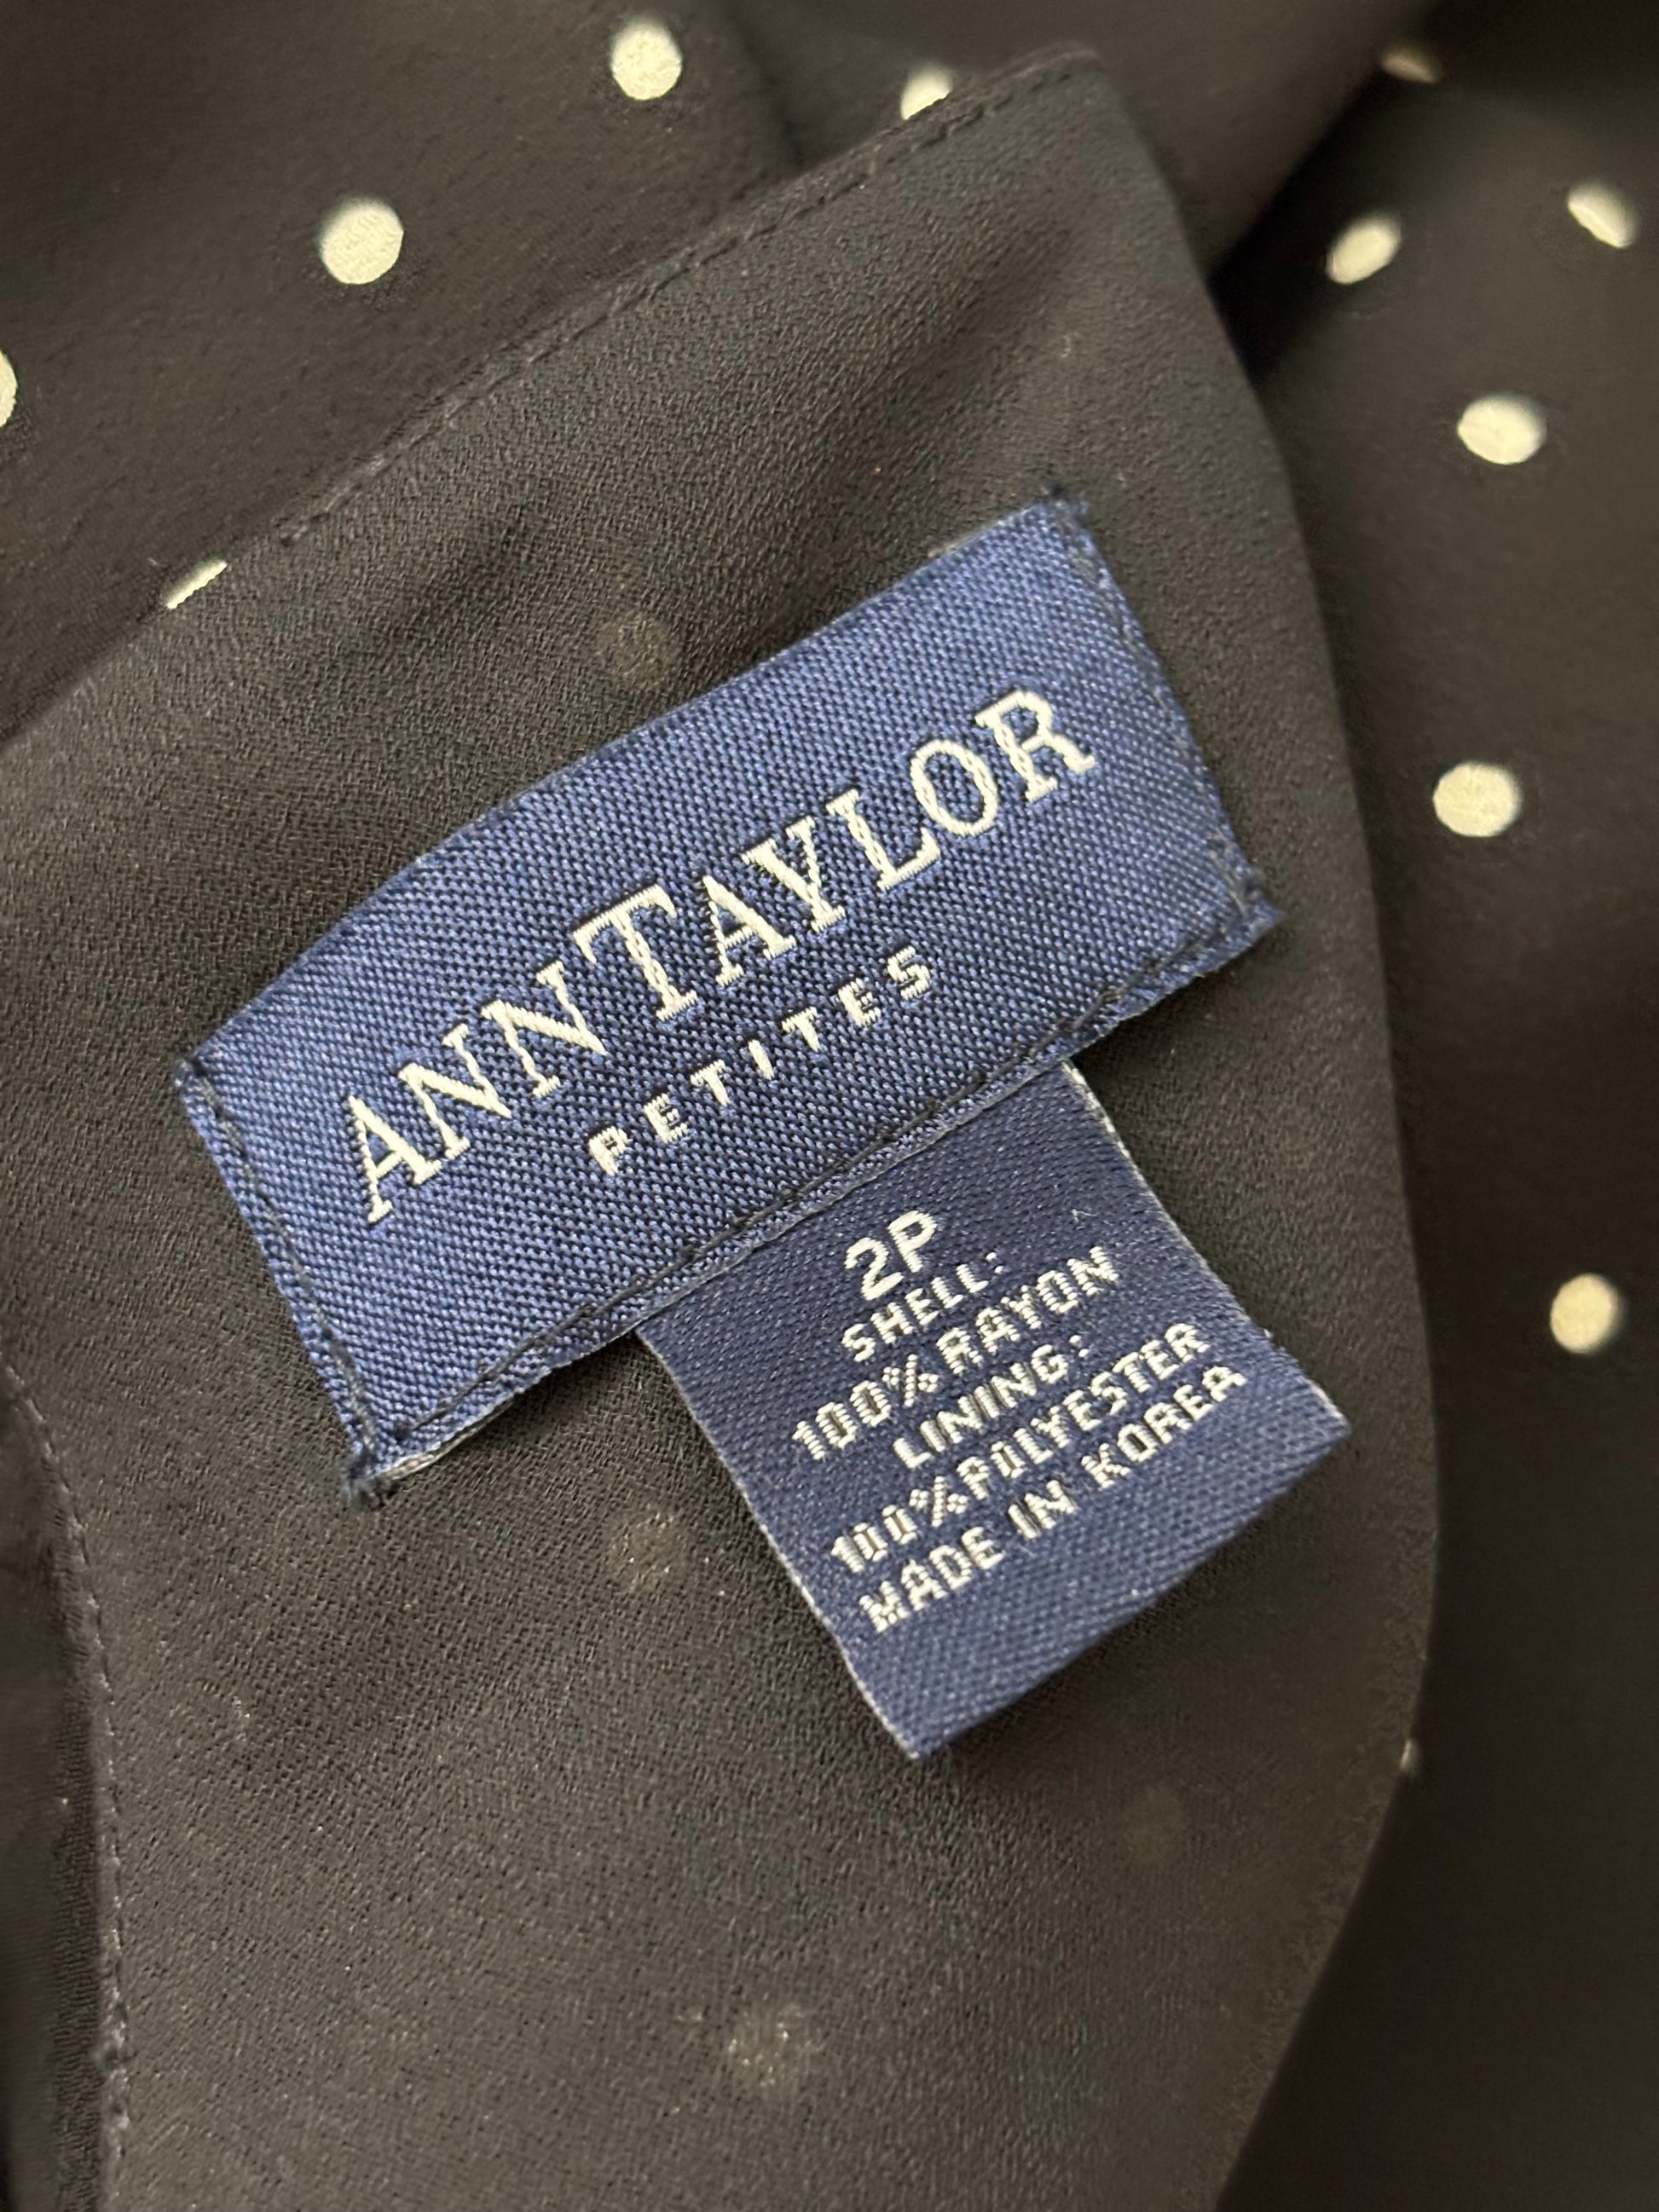 ANNTAYLOR
PETITES
2P
SHELL:
100% RAYON
LINING:
100%POLYESTER
MADE IN KOREA